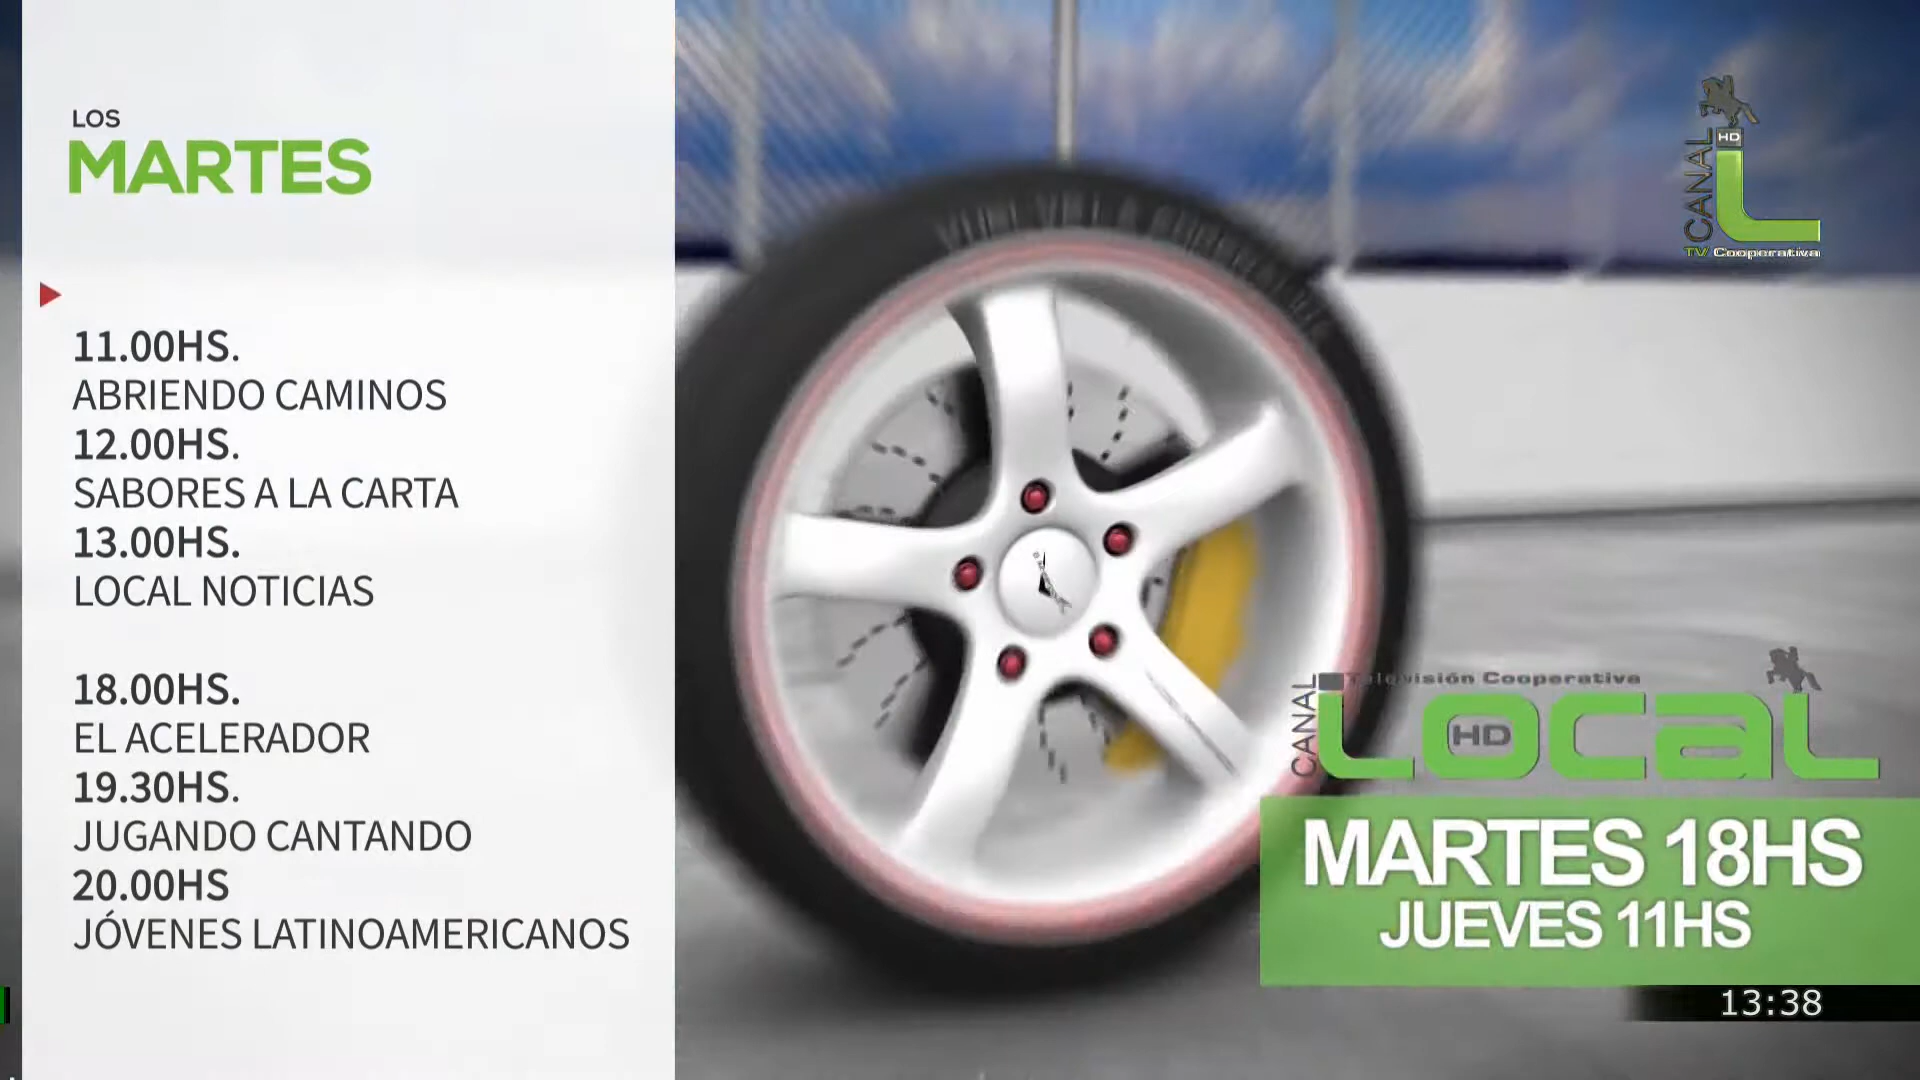 LOS
MARTES
11.00HS.
ABRIENDO CAMINOS
12.00HS.
SABORES A LA CARTA
13.00HS.
LOCAL NOTICIAS
18.00HS.
EL ACELERADOR
19.30HS.
JUGANDO CANTANDO
20.00HS
JÓVENES LATINOAMERICANOS
CANAL
HD
L
TV Cooperativa
Televisión Cooperativa
CANAL
LOCAL
HD
MARTES 18HS
JUEVES 11HS
13:38